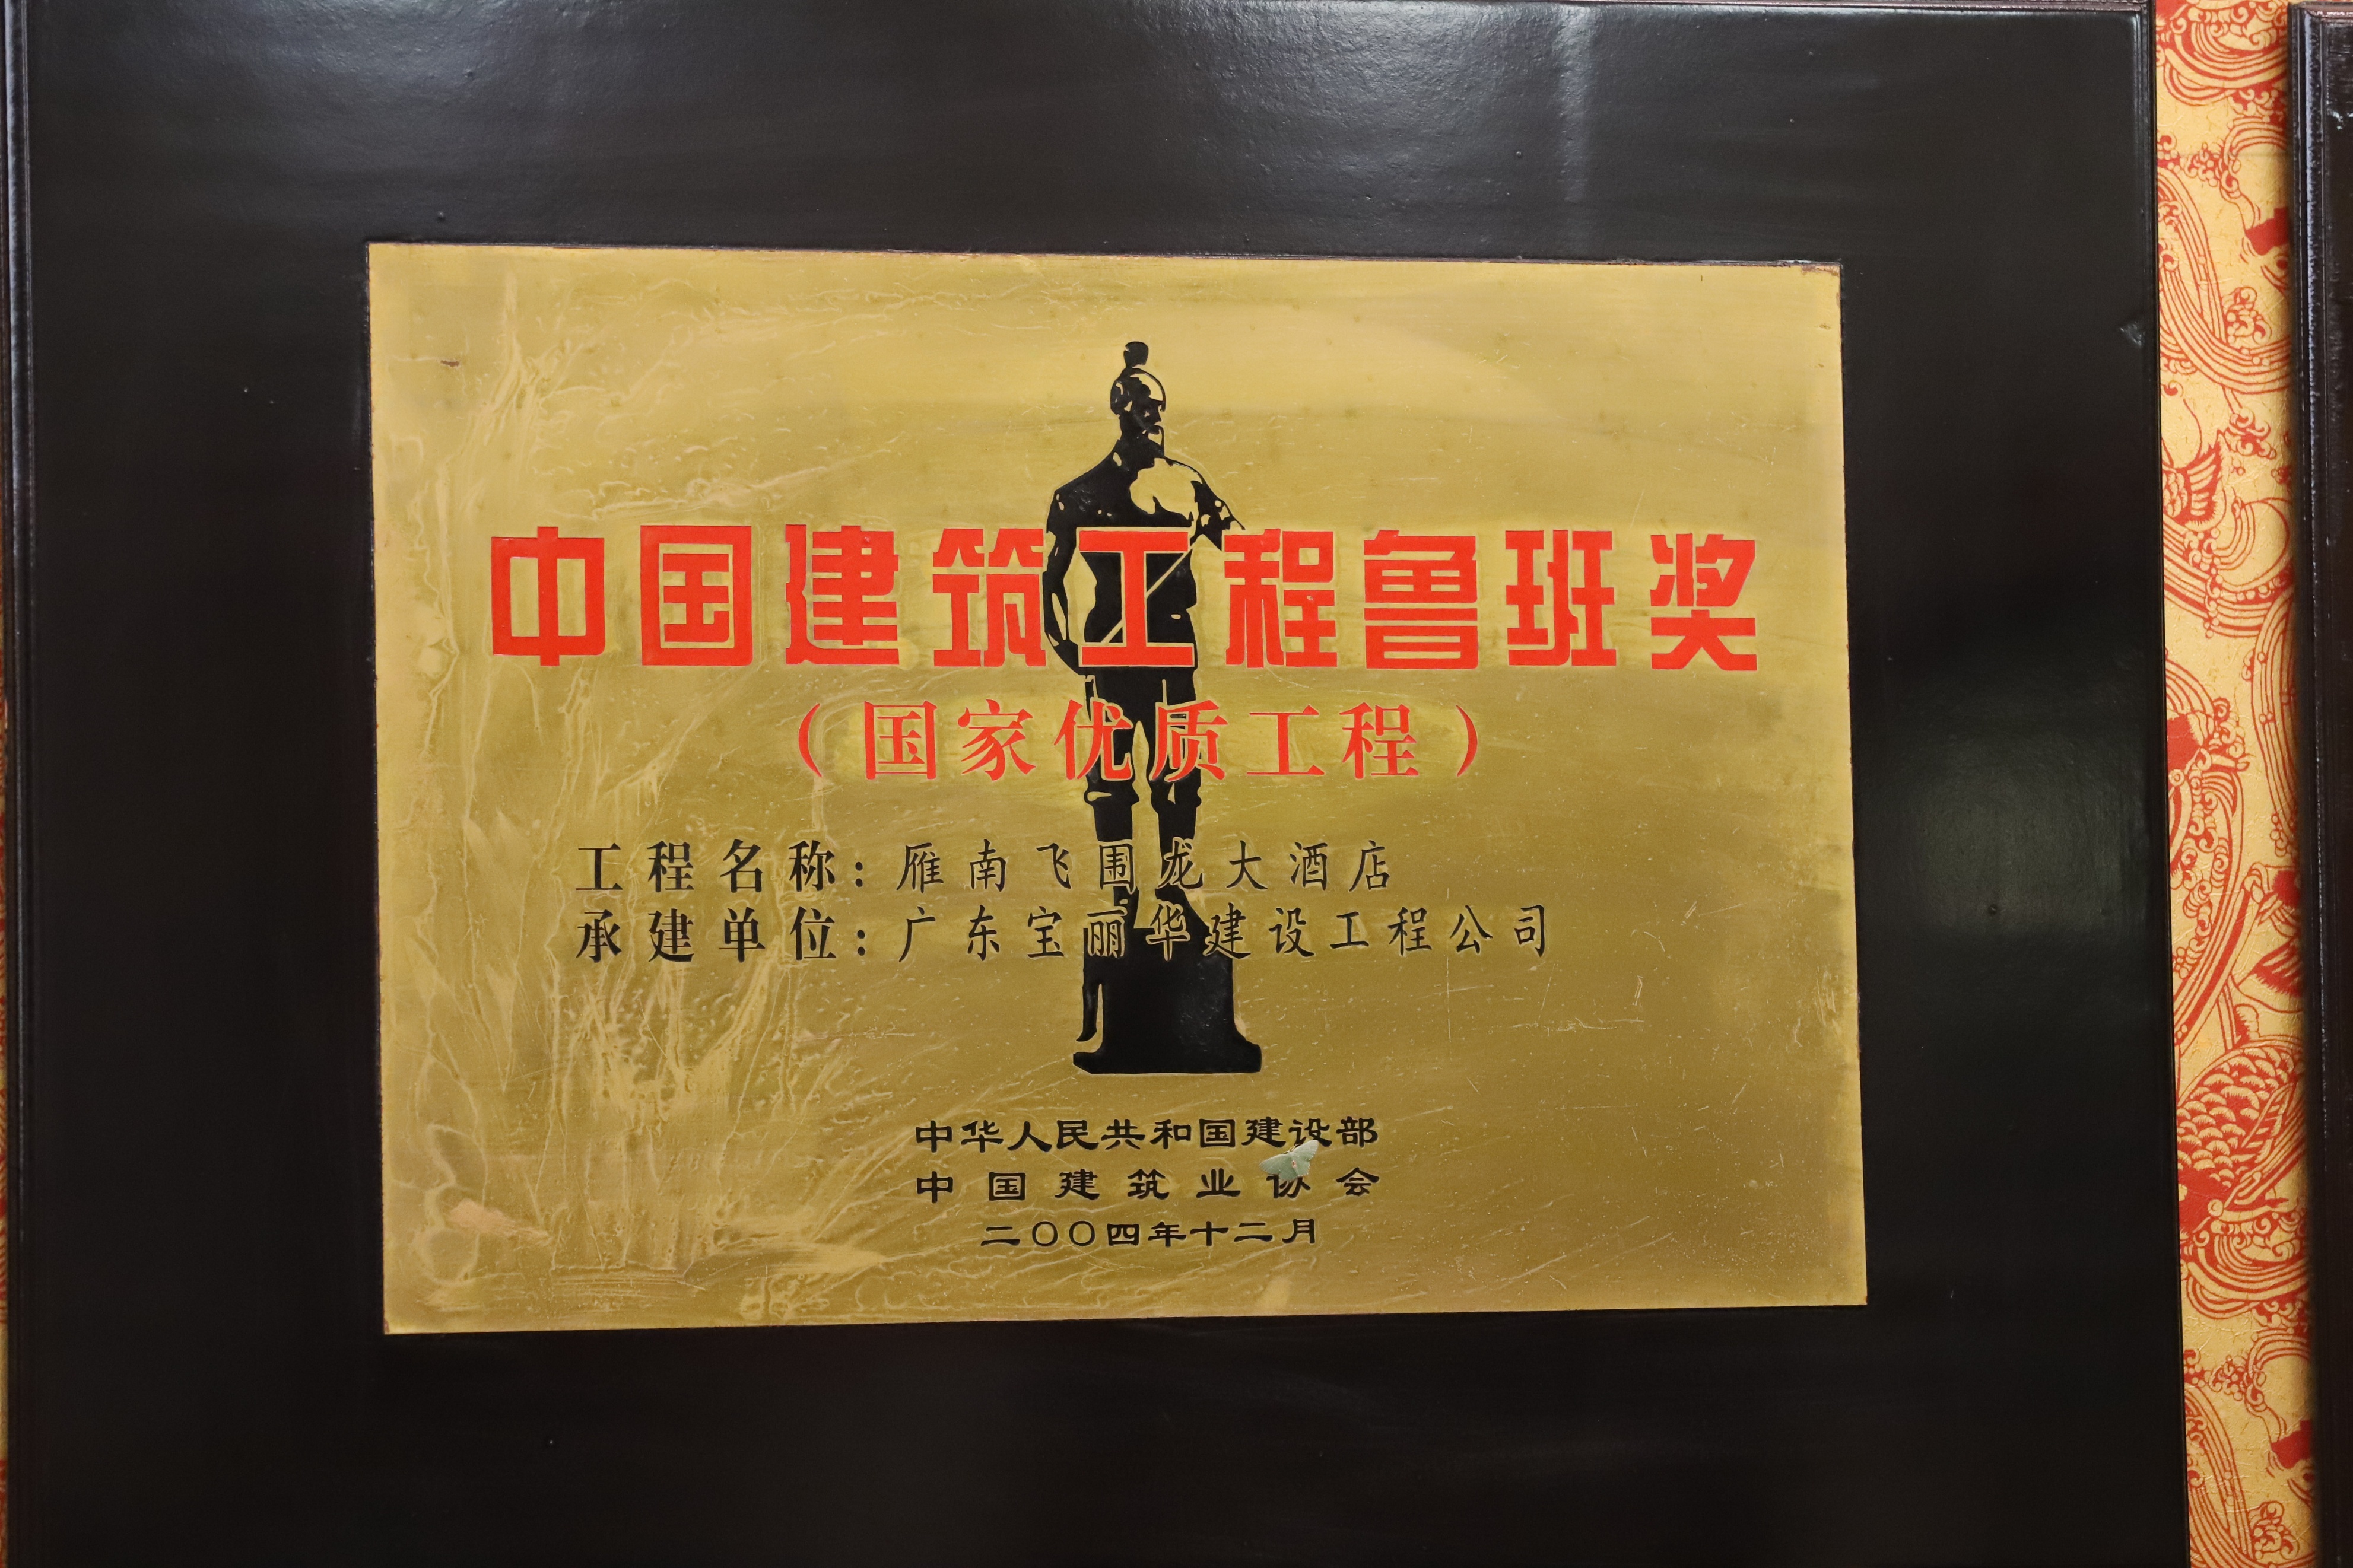 中国建筑工程鲁班奖
（国家优质工程）
工程名称：雁南飞围龙大酒店
承建单位：广东宝丽华建设工程公司
中华人民共和国建设部
中国建筑业协会
二〇〇四年十二月